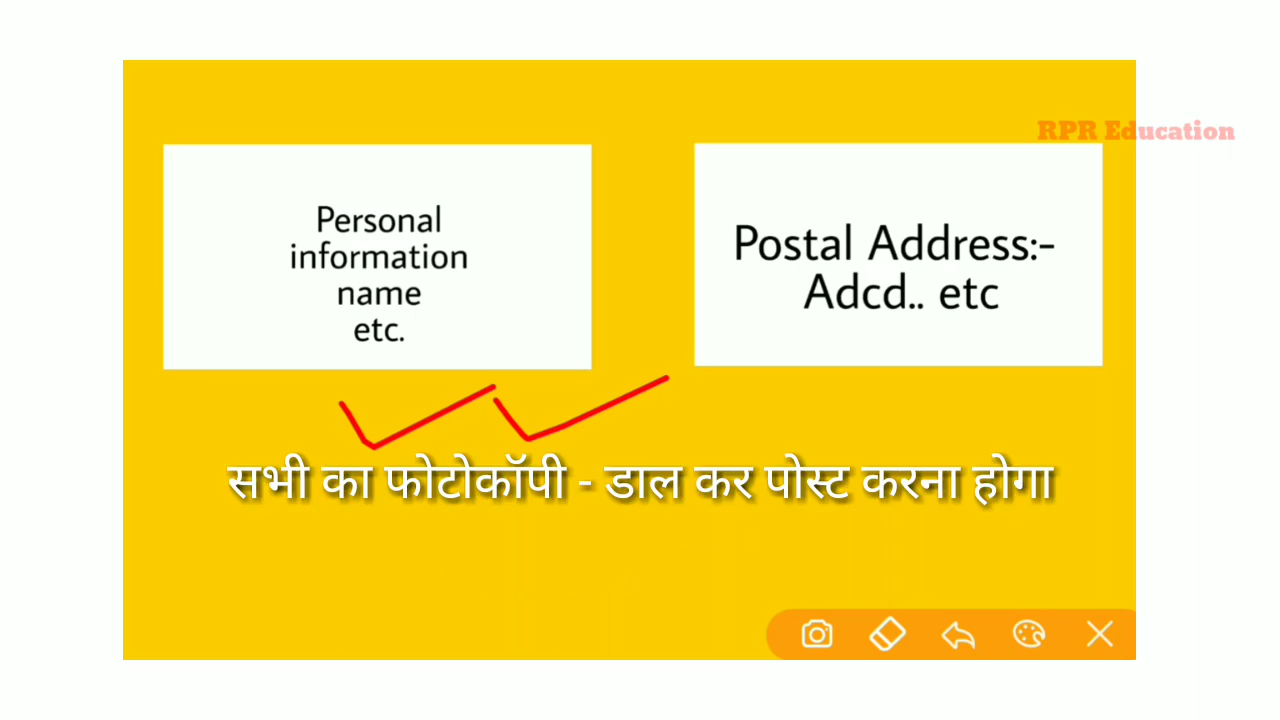 RPR Education
Personal
information
name
etc.
Postal Address:-
Adcd.. etc
सभी का फोटोकॉपी - डाल कर पोस्ट करना होगा